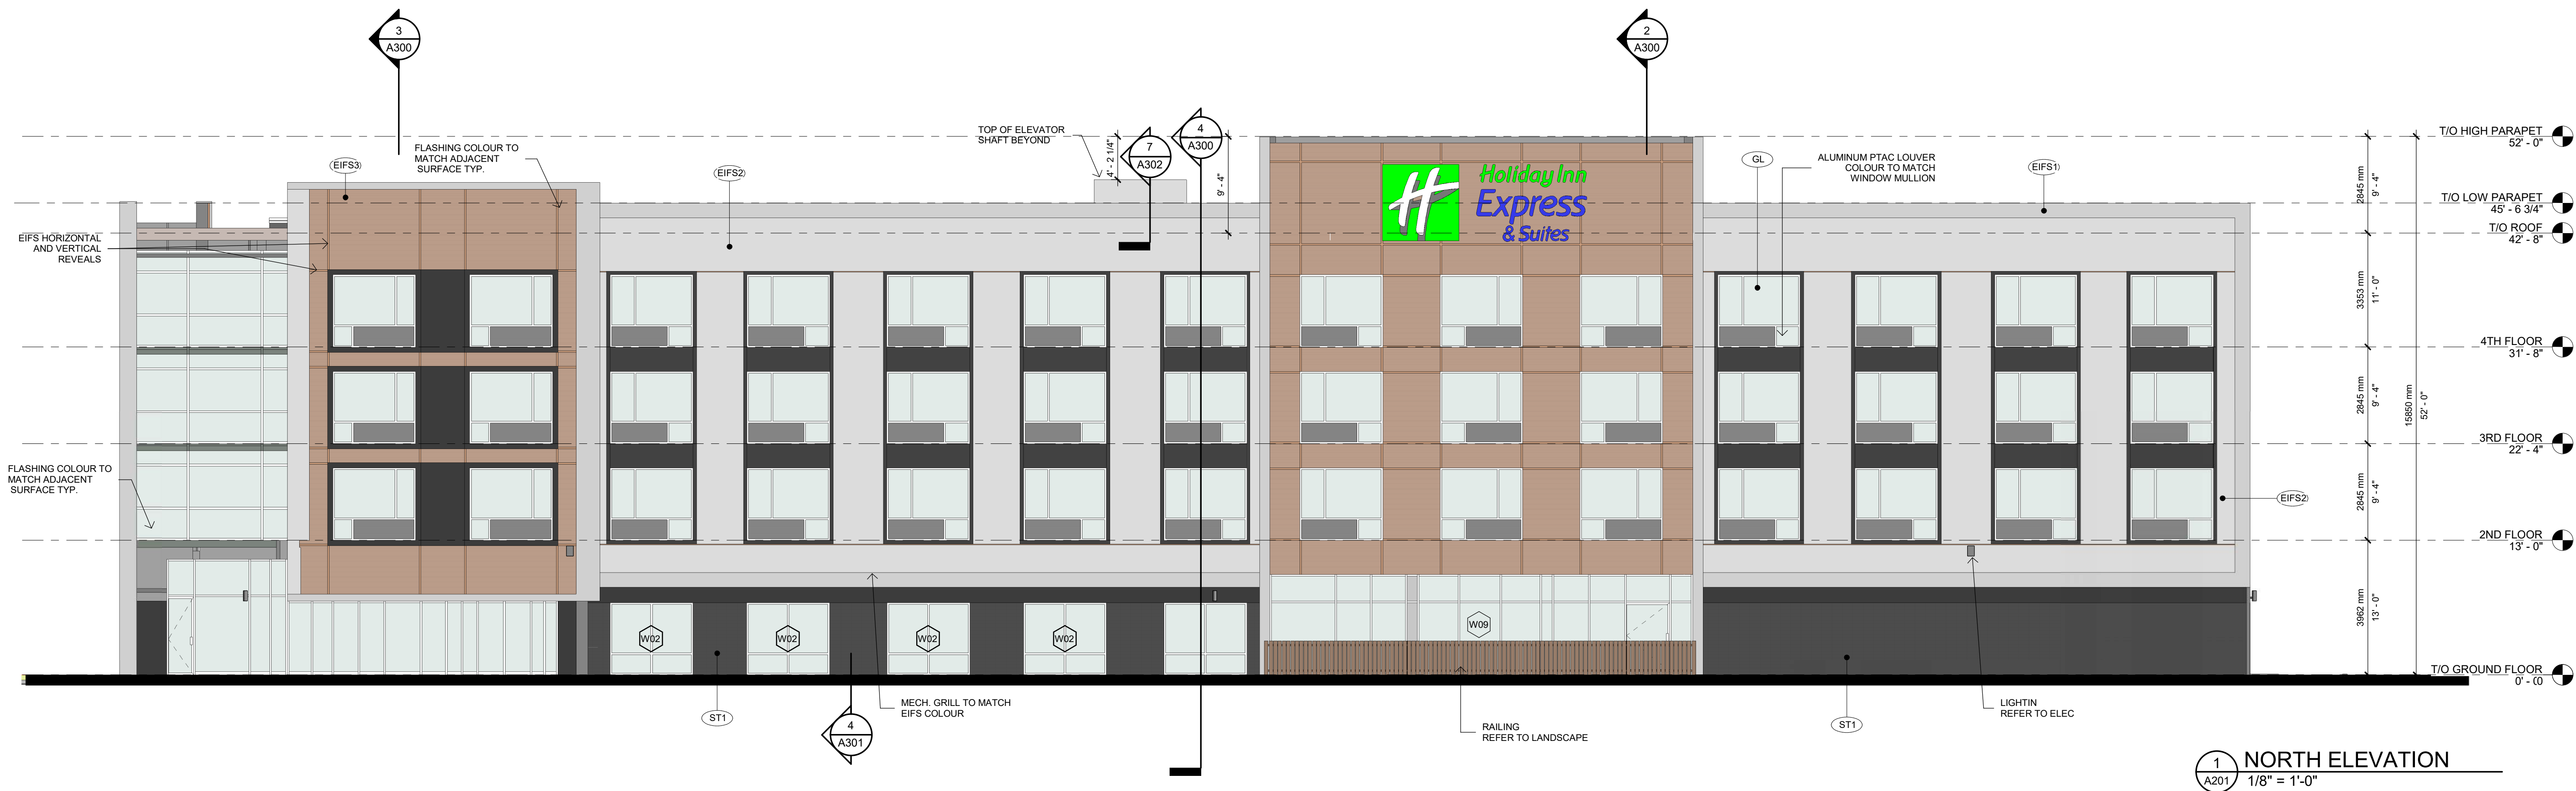 3
A300
2
A300
TOP OF ELEVATOR
SHAFT BEYOND
4' - 2 1/4"
7
A302
4
A300
9' - 4"
FLASHING COLOUR TO
MATCH ADJACENT
SURFACE TYP.
EIFS3
EIFS2
GL
ALUMINUM PTAC LOUVER
COLOUR TO MATCH
WINDOW MULLION
EIFS1
T/O HIGH PARAPET
52' - 0"
T/O LOW PARAPET
45' - 6 3/4"
T/O ROOF
42' - 8"
4TH FLOOR
31' - 8"
3RD FLOOR
22' - 4"
2ND FLOOR
13' - 0"
T/O GROUND FLOOR
0' - 0
2845 mm
9' - 4"
3353 mm
11' - 0"
2845 mm
9' - 4"
2845 mm
9' - 4"
3962 mm
13' - 0"
15850 mm
52' - 0"
Holiday Inn
Express
& Suites
H
EIFS HORIZONTAL
AND VERTICAL
REVEALS
FLASHING COLOUR TO
MATCH ADJACENT
SURFACE TYP.
EIFS2
W02
W02
W02
W02
W09
ST1
4
A301
MECH. GRILL TO MATCH
EIFS COLOUR
RAILING
REFER TO LANDSCAPE
ST1
LIGHTIN
REFER TO ELEC
1
A201
NORTH ELEVATION
1/8" = 1'-0"